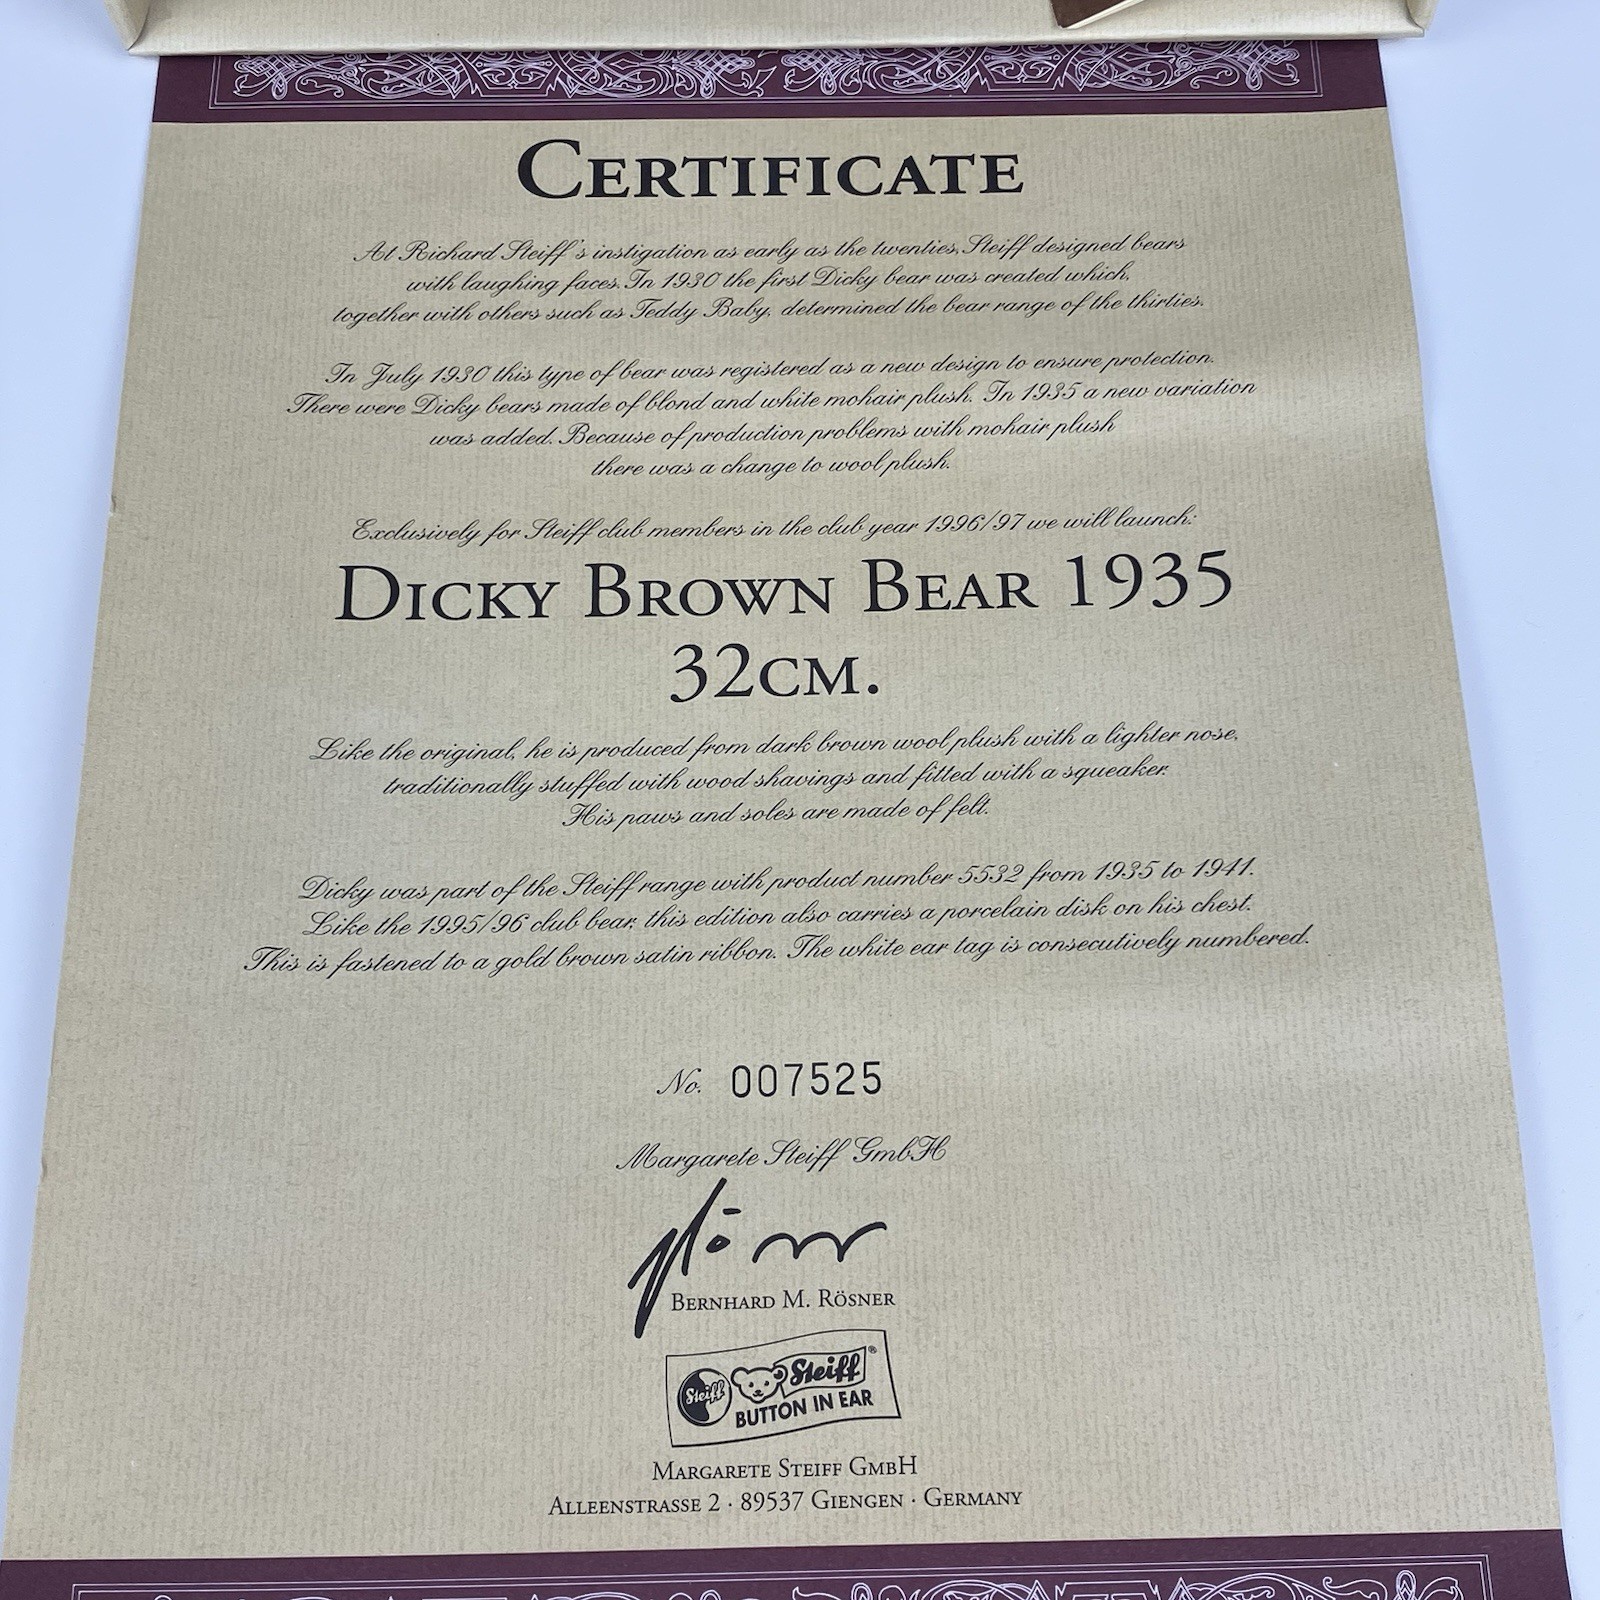 CERTIFICATE
At Richard Steiff's instigation as early as the twenties, Steiff designed bears
with laughing faces. In 1930 the first Dicky bear was created which,
together with others such as Teddy Baby, determined the bear range of the thirties.
In July 1930 this type of bear was registered as a new design to ensure protection.
There were Dicky bears made of blond and white mohair plush. In 1935 a new variation
was added. Because of production problems with mohair plush
there was a change to wool plush.
Exclusively for Steiff club members in the club year 1996/97 we will launch:
DICKY BROWN BEAR 1935
32CM.
Like the original, he is produced from dark brown wool plush with a lighter nose,
traditionally stuffed with wood shavings and fitted with a squeaker.
His paws and soles are made of felt.
Dicky was part of the Steiff range with product number 5532 from 1935 to 1941.
Like the 1995/96 club bear, this edition also carries a porcelain disk on his chest.
This is fastened to a gold brown satin ribbon. The white ear tag is consecutively numbered.
No. 007525
Margarete Steiff GmbH
BERNHARD M. RÖSNER
Steiff Steiff®
BUTTON IN EAR
MARGARETE STEIFF GMBH
ALLEENSTRASSE 2 · 89537 GIENGEN · GERMANY